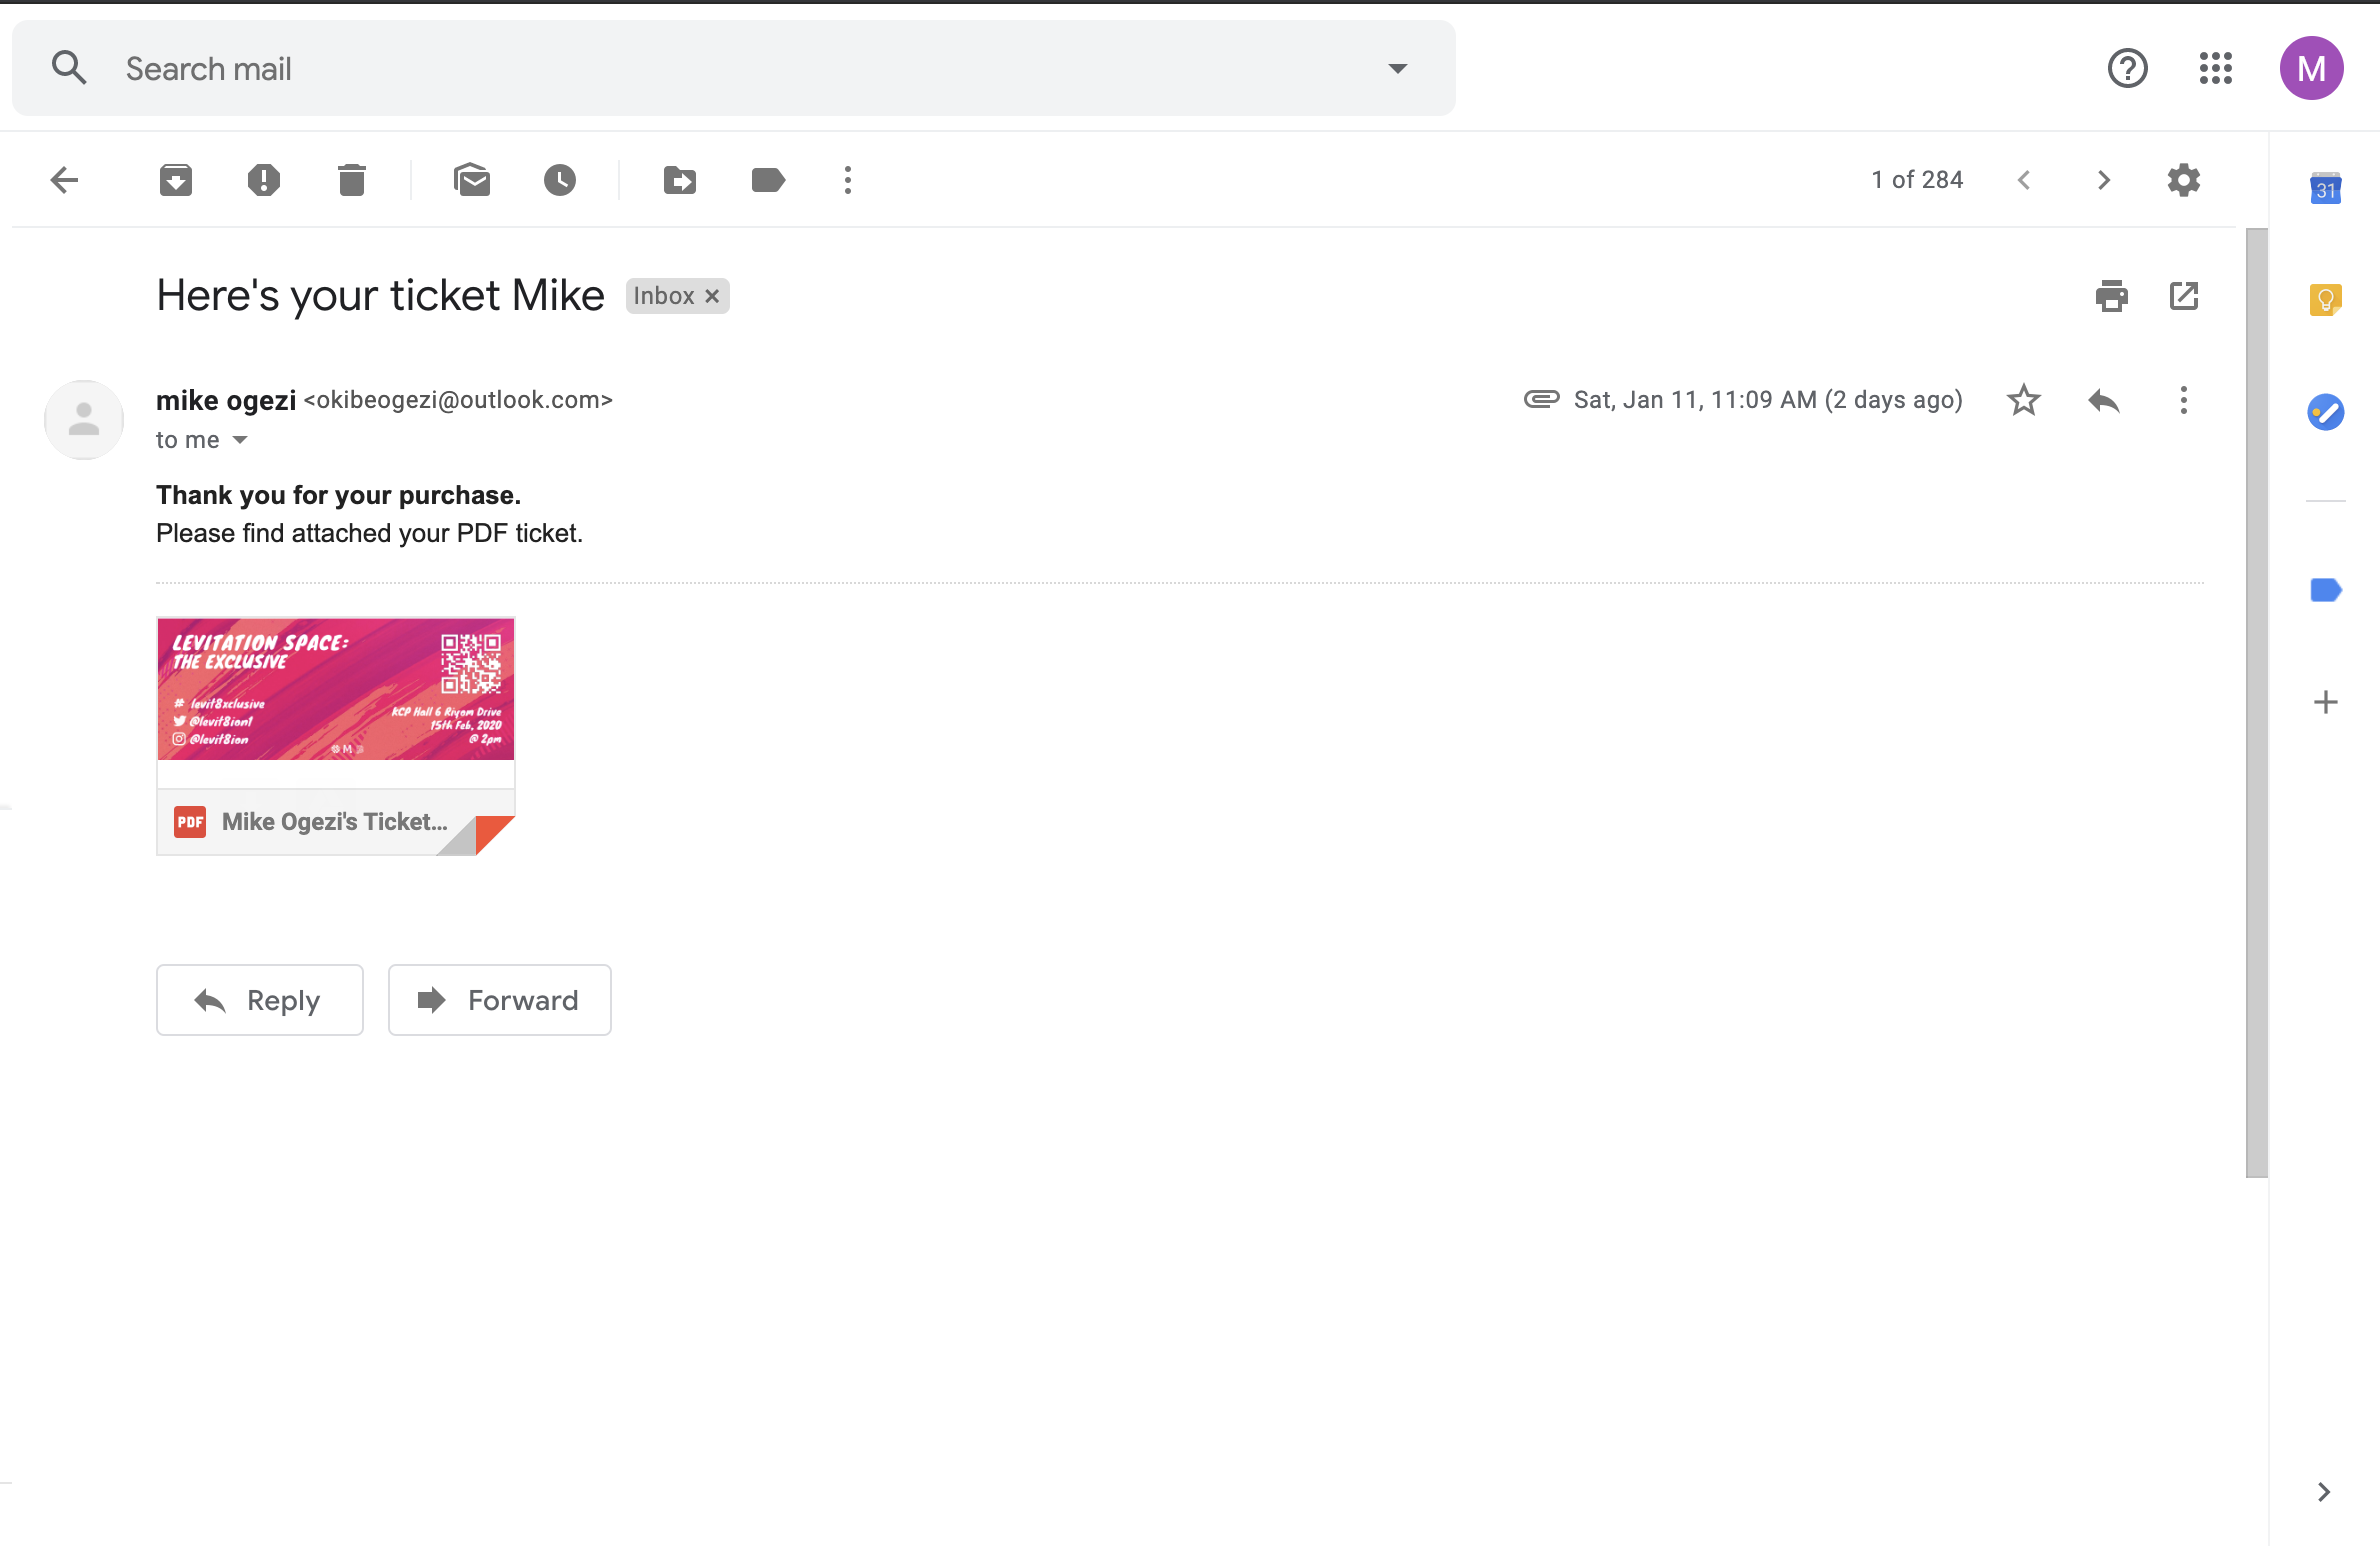 Search mail
M
1 of 284
31
Here's your ticket Mike Inbox ×
mike ogezi <okibeogezi@outlook.com>
Sat, Jan 11, 11:09 AM (2 days ago)
to me
Thank you for your purchase.
Please find attached your PDF ticket.
LEVITATION SPACE:
THE EXCLUSIVE
# levit8xclusive
@levit8ion1
@levit8ion
KCP Hall 6 Riyom Drive
15th Feb, 2020
@ 2pm
M
PDF Mike Ogezi's Ticket...
Reply
Forward